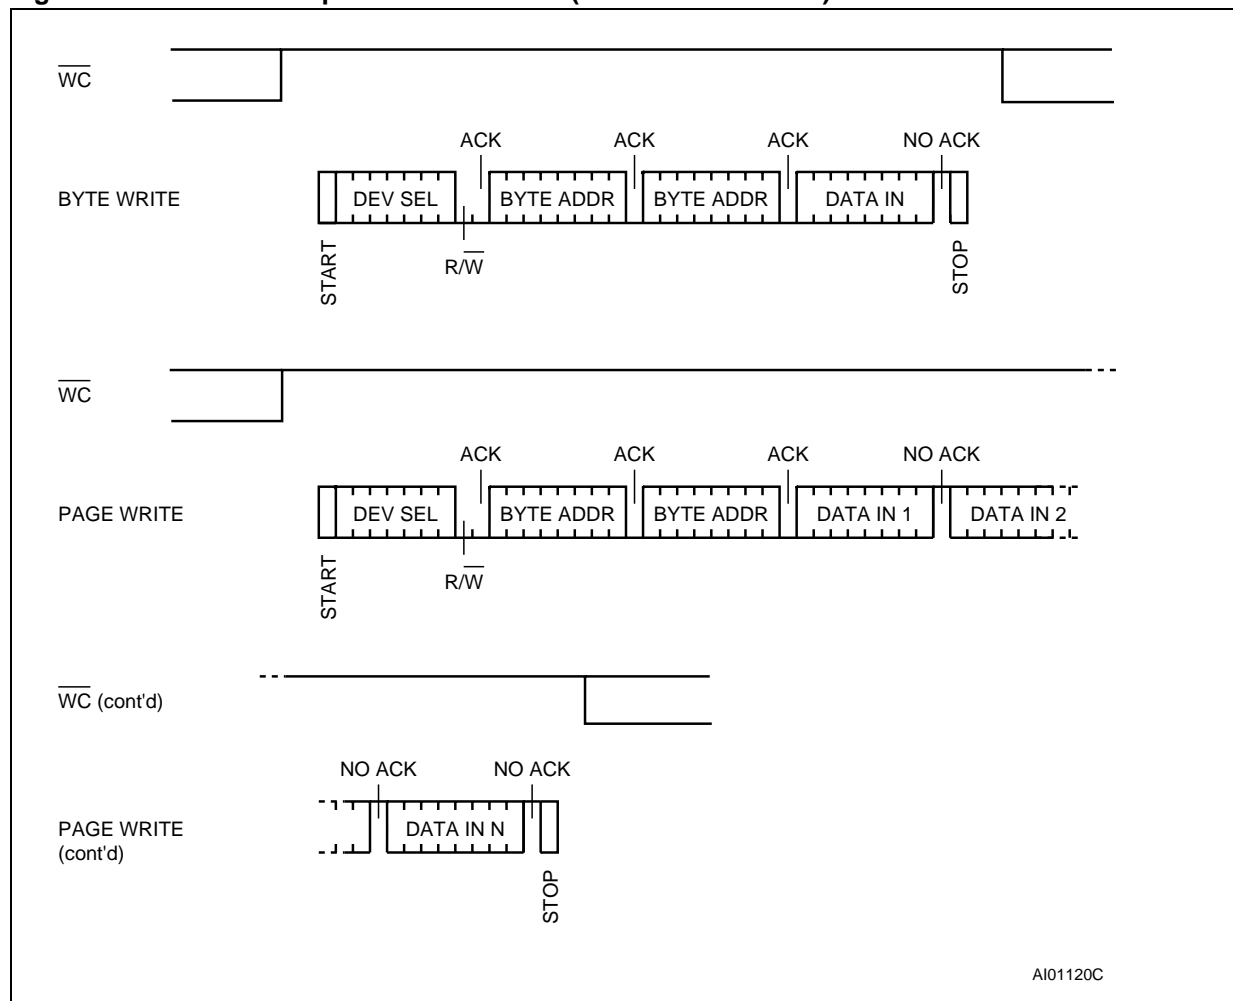 WC
ACK ACK ACK NO ACK
BYTE WRITE DEV SEL BYTE ADDR BYTE ADDR DATA IN
R/W
START STOP
WC
ACK ACK ACK NO ACK
PAGE WRITE DEV SEL BYTE ADDR BYTE ADDR DATA IN 1 DATA IN 2
R/W
START
WC (cont'd)
NO ACK NO ACK
PAGE WRITE DATA IN N
(cont'd)
STOP
AI01120C